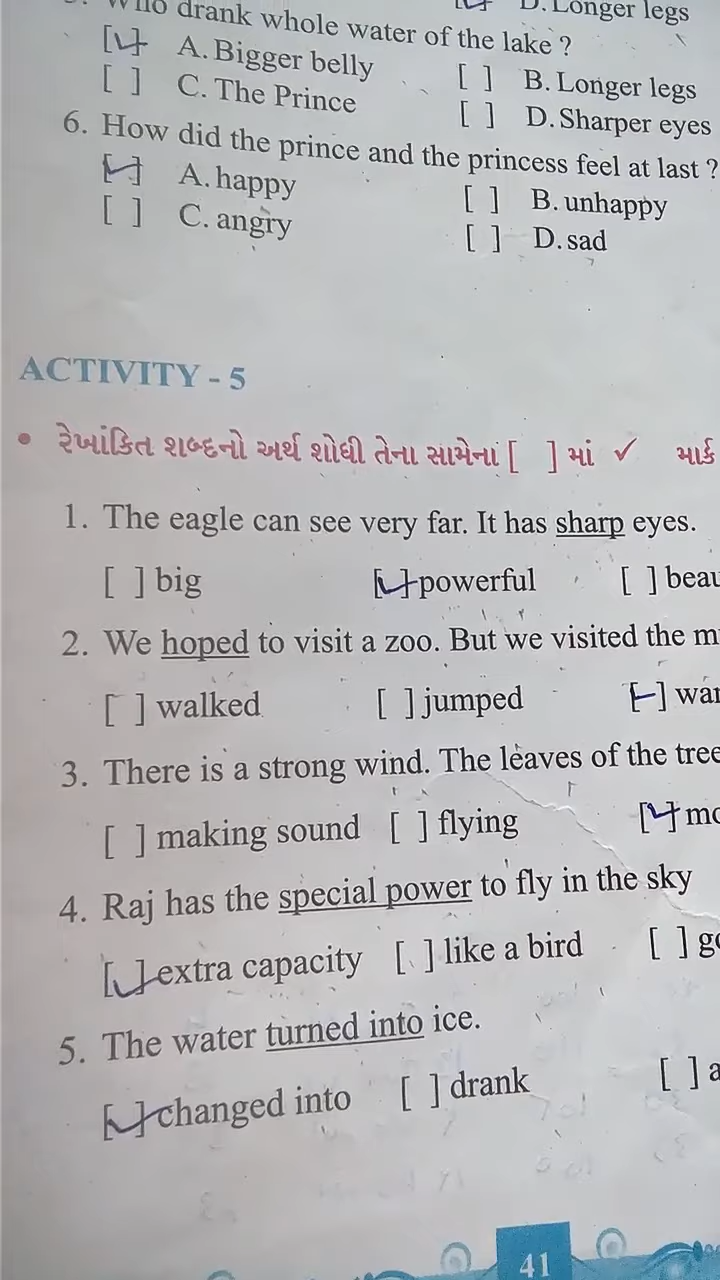 Who drank whole water of the lake ?
D. Longer legs
[✓] A. Bigger belly [ ] B. Longer legs
[ ] C. The Prince [ ] D. Sharper eyes
6. How did the prince and the princess feel at last ?
[✓] A. happy [ ] B. unhappy
[ ] C. angry [ ] D. sad
ACTIVITY - 5
• રેખાંકિત શબ્દનો અર્થ શોધી તેના સામેના [ ] માં ✓ માર્ક
1. The eagle can see very far. It has sharp eyes.
[ ] big [✓] powerful [ ]
2. We hoped to visit a zoo. But we visited the
[ ] walked [ ] jumped [✓]
3. There is a strong wind. The leaves of the tree
[ ] making sound [ ] flying [✓]
4. Raj has the special power to fly in the sky
[✓] extra capacity [ ] like a bird [ ]
5. The water turned into ice.
[✓] changed into [ ] drank [ ]
41